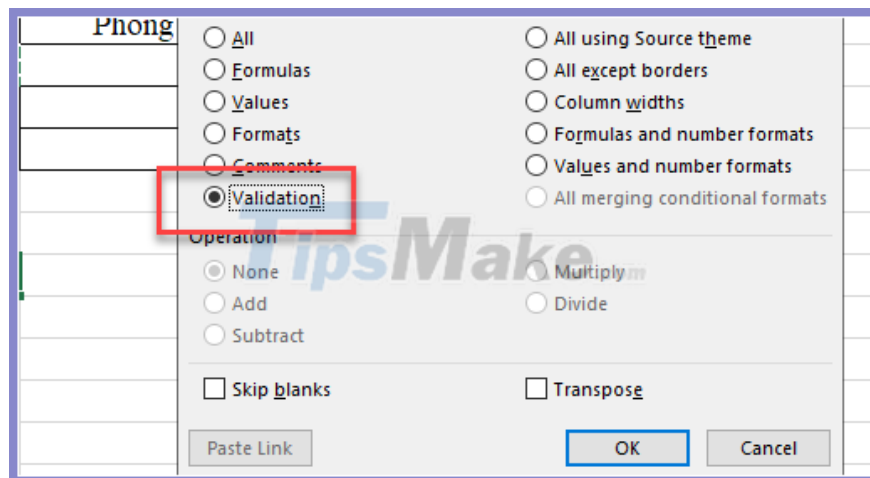 Phong
All
Formulas
Values
Formats
Comments
Validation
All using Source theme
All except borders
Column widths
Formulas and number formats
Values and number formats
All merging conditional formats
Operation
None
Add
Subtract
Multiply
Divide
TipsMake.com
Skip blanks
Transpose
Paste Link
OK
Cancel